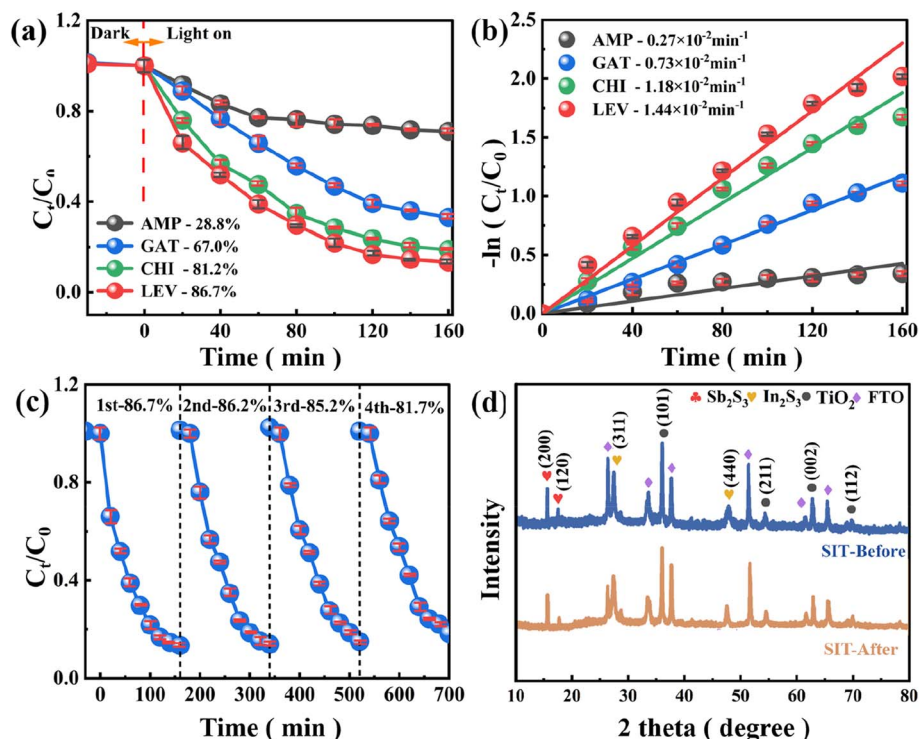 (a)
Dark
Light on
1.2
0.8
0.4
0.0
C_t/C_0
AMP - 28.8%
GAT - 67.0%
CHI - 81.2%
LEV - 86.7%
0 40 80 120 160
Time ( min )
(b)
AMP - 0.27×10⁻²min⁻¹
GAT - 0.73×10⁻²min⁻¹
CHI - 1.18×10⁻²min⁻¹
LEV - 1.44×10⁻²min⁻¹
2.5
2.0
1.5
1.0
0.5
0.0
-ln (C_t/C_0)
0 40 80 120 160
Time ( min )
(c)
1st-86.7% 2nd-86.2% 3rd-85.2% 4th-81.7%
1.2
0.8
0.4
0.0
C_t/C_0
0 100 200 300 400 500 600 700
Time ( min )
(d)
Sb₂S₃ In₂S₃ TiO₂ FTO
(200)
(120)
(311)
(101)
(440)
(211)
(002)
(112)
SIT-Before
SIT-After
Intensity
10 20 30 40 50 60 70 80
2 theta ( degree )